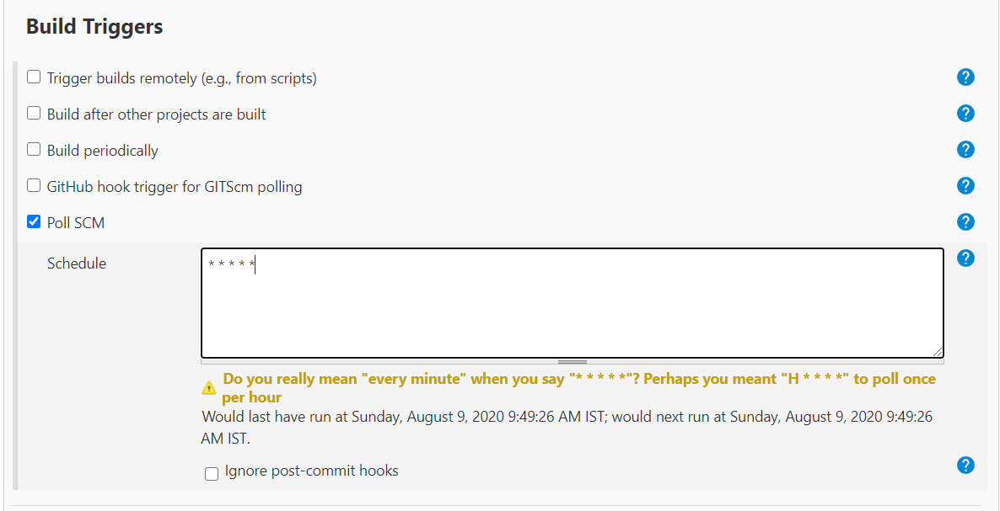 Build Triggers
Trigger builds remotely (e.g., from scripts)
Build after other projects are built
Build periodically
GitHub hook trigger for GITScm polling
Poll SCM
Schedule
* * * * *
Do you really mean "every minute" when you say "* * * * *"? Perhaps you meant "H * * * *" to poll once
per hour
Would last have run at Sunday, August 9, 2020 9:49:26 AM IST; would next run at Sunday, August 9, 2020 9:49:26
AM IST.
Ignore post-commit hooks